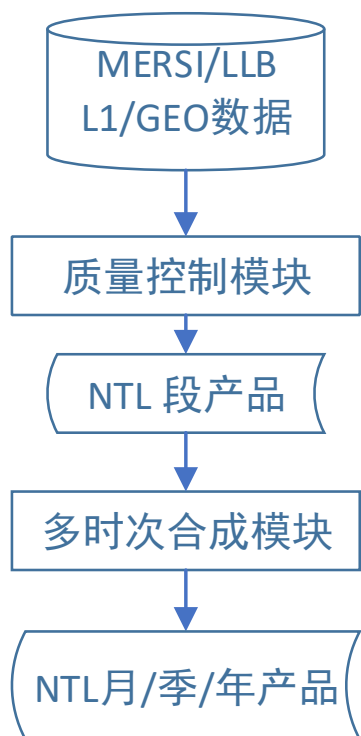 MERSI/LLB
L1/GEO数据
质量控制模块
NTL 段产品
多时次合成模块
NTL月/季/年产品